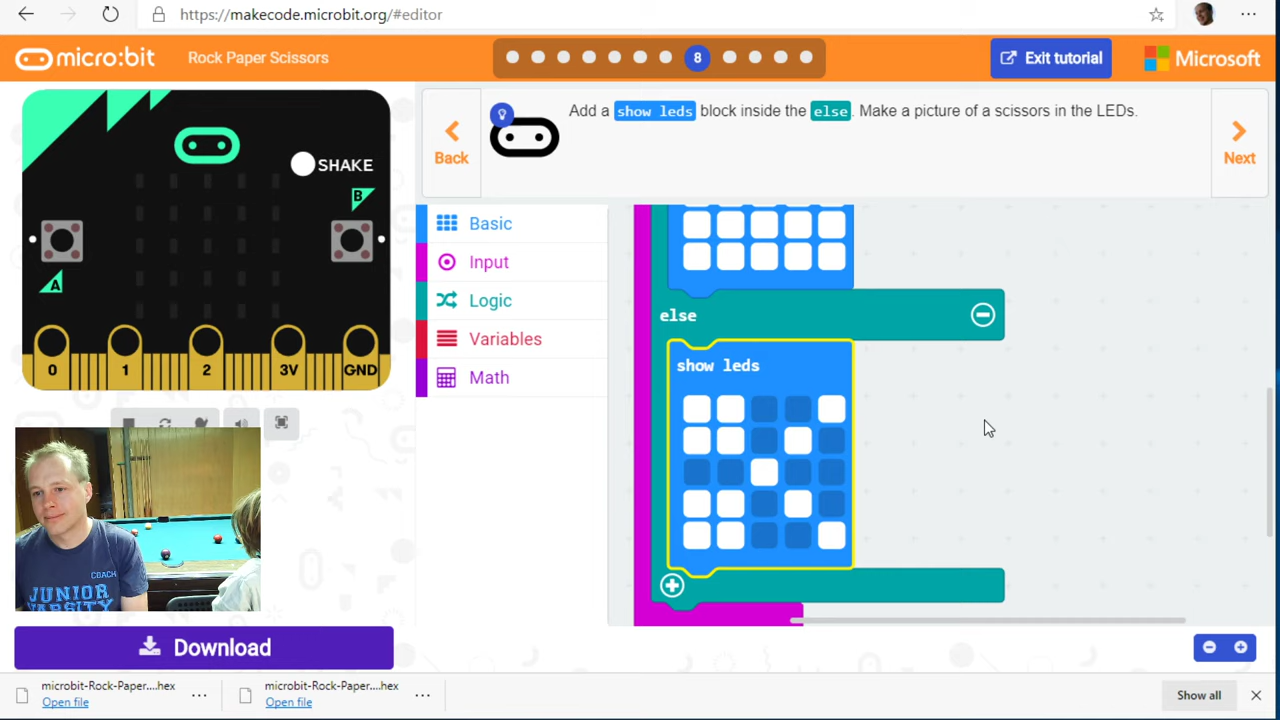 https://makecode.microbit.org/#editor
micro:bit
Rock Paper Scissors
8
Exit tutorial
Microsoft
Back
Add a show leds block inside the else. Make a picture of a scissors in the LEDs.
Next
SHAKE
B
A
0 1 2 3V GND
Basic
Input
Logic
Variables
Math
else
show leds
COACH
JUNIOR
VARSITY
Download
microbit-Rock-Paper....hex
Open file
microbit-Rock-Paper....hex
Open file
Show all